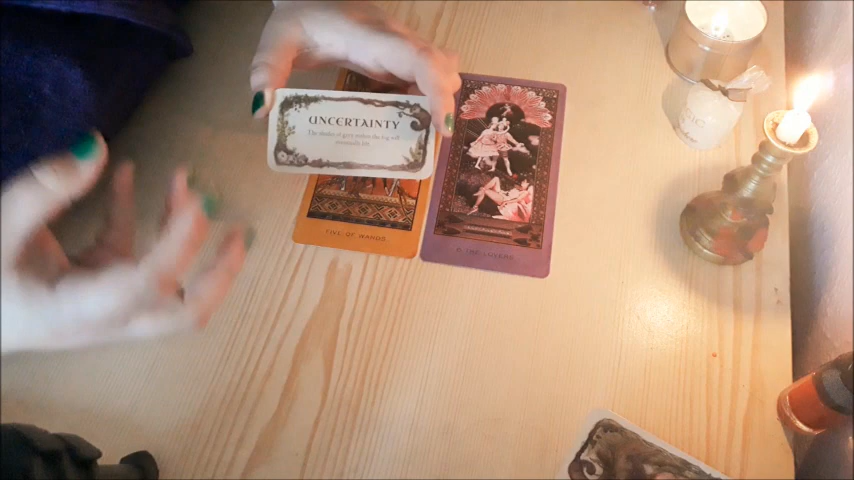 UNCERTAINTY
The shades of grey within the fog will
eventually lift.
FIVE OF WANDS
THE LOVERS